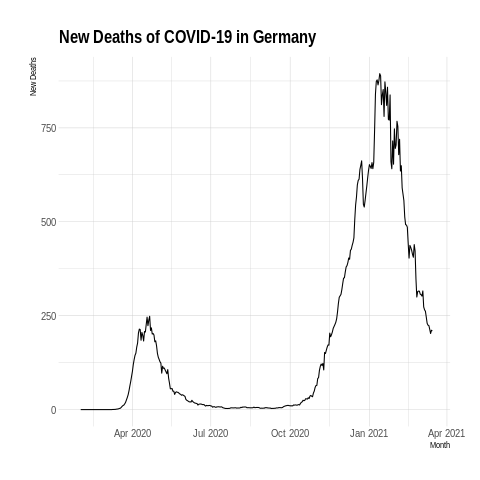 New Deaths of COVID-19 in Germany
New Deaths
750
500
250
0
Apr 2020
Jul 2020
Oct 2020
Jan 2021
Apr 2021
Month